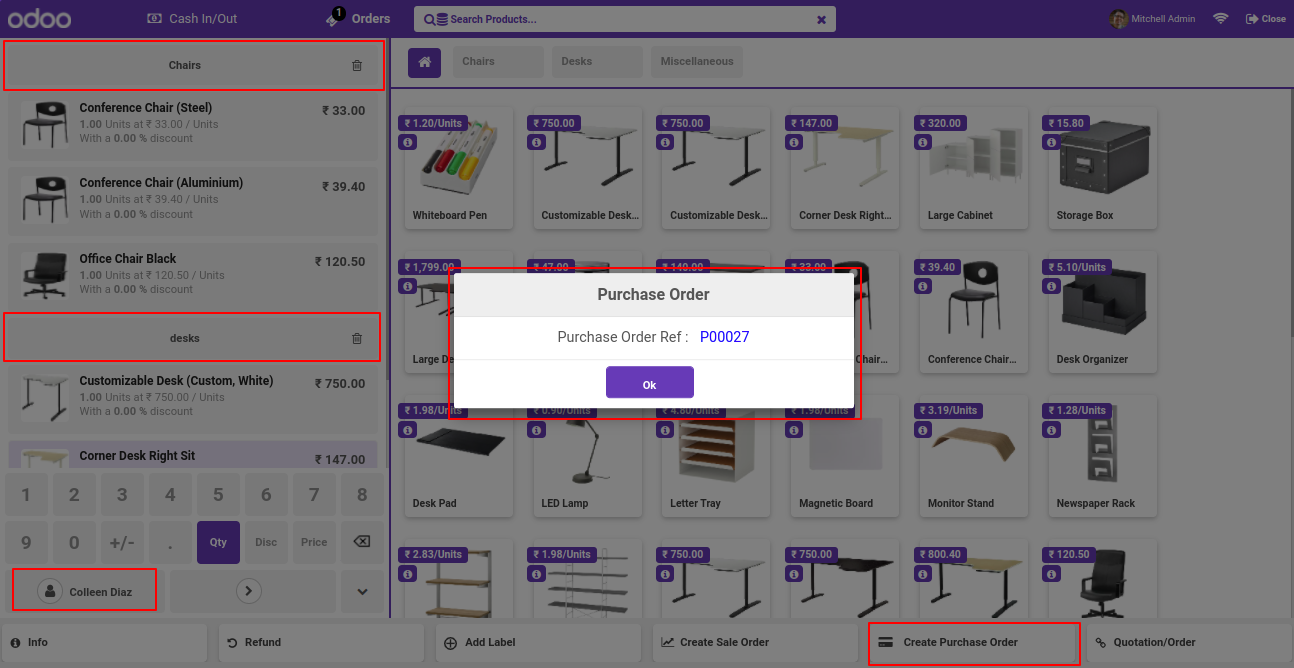 odoo
Cash In/Out
1
Orders
Search Products...
Mitchell Admin
Close
Chairs
Conference Chair (Steel)
₹ 33.00
1.00 Units at ₹ 33.00 / Units
With a 0.00 % discount
Conference Chair (Aluminium)
₹ 39.40
1.00 Units at ₹ 39.40 / Units
With a 0.00 % discount
Office Chair Black
₹ 120.50
1.00 Units at ₹ 120.50 / Units
With a 0.00 % discount
desks
Customizable Desk (Custom, White)
₹ 750.00
1.00 Units at ₹ 750.00 / Units
With a 0.00 % discount
Corner Desk Right Sit
₹ 147.00
1 2 3 4 5 6 7 8
9 0 +/- . Qty Disc Price
Colleen Diaz
Chairs
Desks
Miscellaneous
₹ 1.20/Units
₹ 750.00
₹ 750.00
₹ 147.00
₹ 320.00
₹ 15.80
Whiteboard Pen
Customizable Desk...
Customizable Desk...
Corner Desk Right...
Large Cabinet
Storage Box
₹ 1,799.00
₹ 47.00
₹ 140.00
₹ 33.00
₹ 39.40
₹ 5.10/Units
Large De
Chair...
Conference Chair...
Desk Organizer
Purchase Order
Purchase Order Ref : P00027
Ok
₹ 1.98/Units
₹ 0.90/Units
₹ 4.80/Units
₹ 1.98/Units
₹ 3.19/Units
₹ 1.28/Units
Desk Pad
LED Lamp
Letter Tray
Magnetic Board
Monitor Stand
Newspaper Rack
₹ 2.83/Units
₹ 1.98/Units
₹ 750.00
₹ 750.00
₹ 800.40
₹ 120.50
Info
Refund
Add Label
Create Sale Order
Create Purchase Order
Quotation/Order